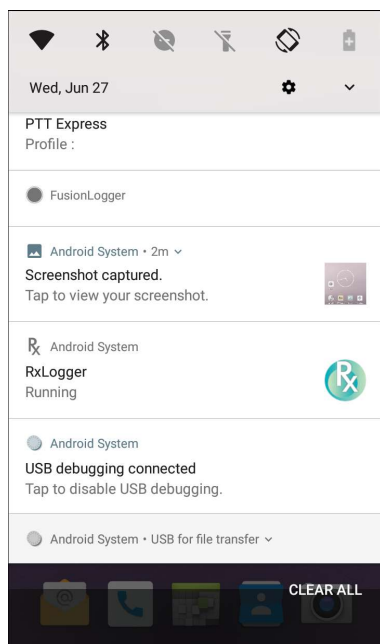 Wed, Jun 27
PTT Express
Profile :
FusionLogger
Android System • 2m
Screenshot captured.
Tap to view your screenshot.
Rx Android System
RxLogger
Running
Rx
Android System
USB debugging connected
Tap to disable USB debugging.
Android System • USB for file transfer
CLEAR ALL